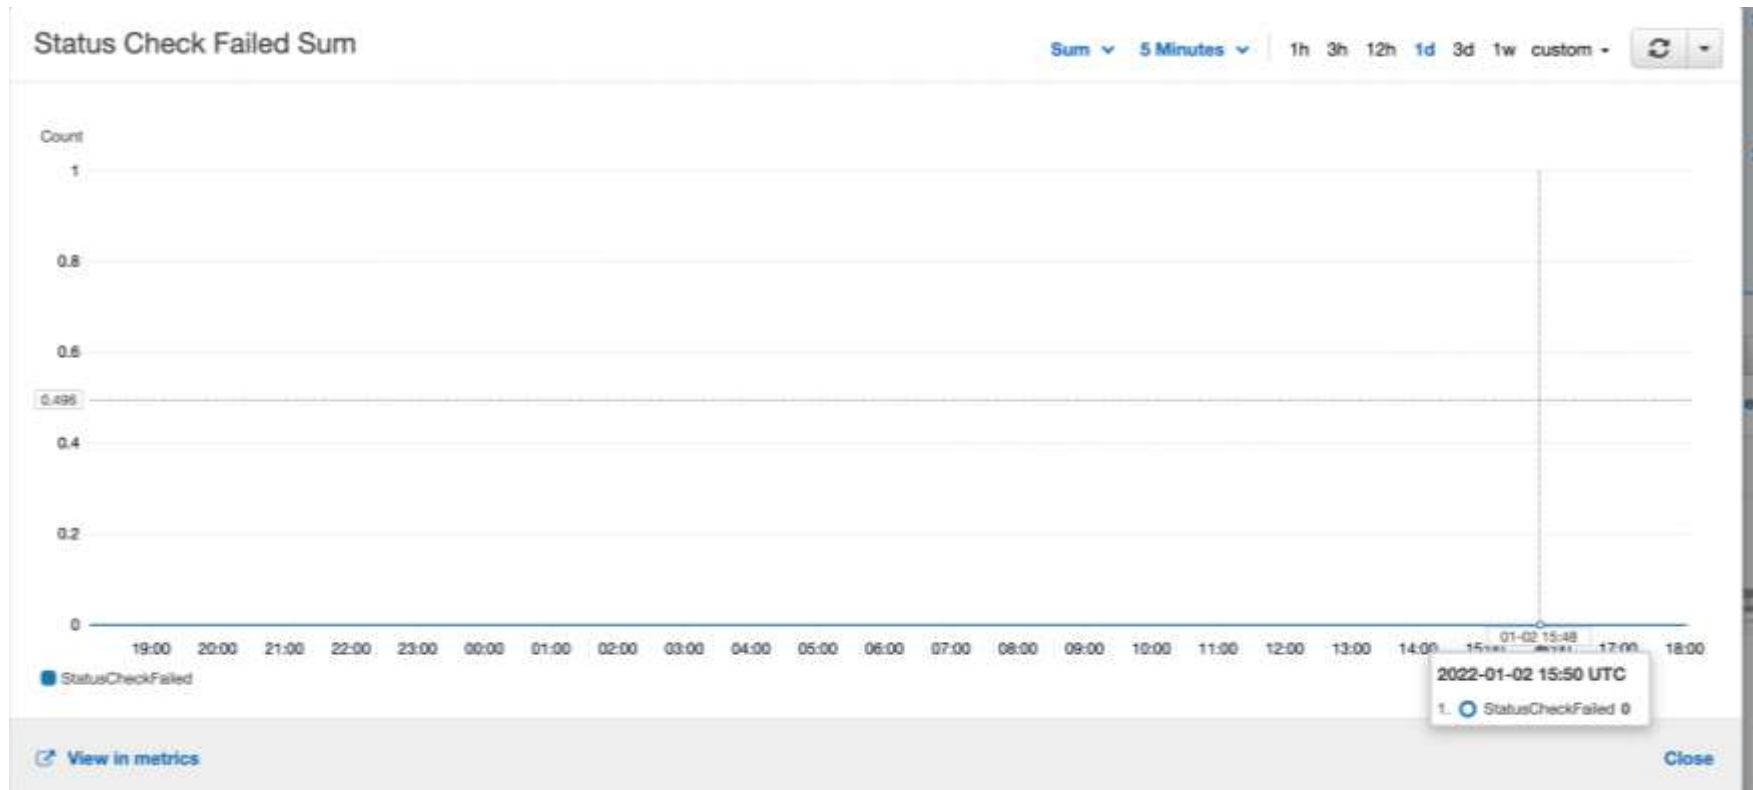 Status Check Failed Sum
Sum 5 Minutes 1h 3h 12h 1d 3d 1w custom
Count
1
0.8
0.6
0.496
0.4
0.2
0
19:00 20:00 21:00 22:00 23:00 00:00 01:00 02:00 03:00 04:00 05:00 06:00 07:00 08:00 09:00 10:00 11:00 12:00 13:00 14:00 01-02 15:48 17:00 18:00
StatusCheckFailed
2022-01-02 15:50 UTC
1. StatusCheckFailed 0
View in metrics Close